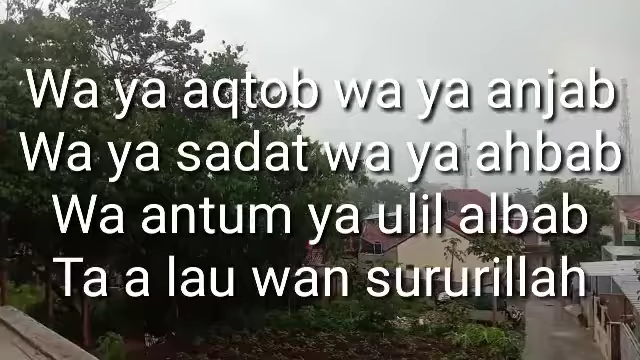 Wa ya aqtob wa ya anjab
Wa ya sadat wa ya ahbab
Wa antum ya ulil albab
Ta a lau wan sururillah